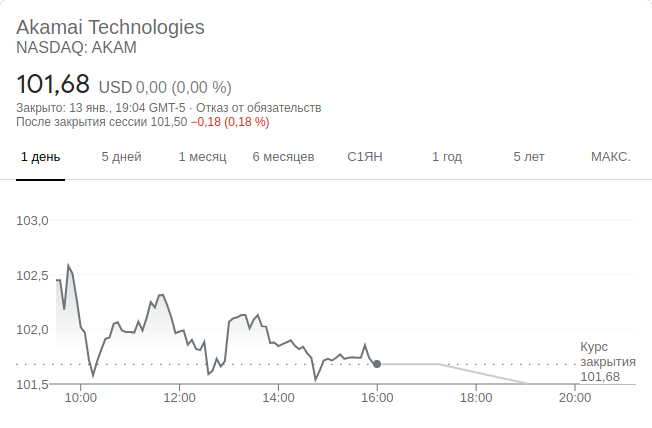 Akamai Technologies
NASDAQ: AKAM
101,68 USD 0,00 (0,00 %)
Закрыто: 13 янв., 19:04 GMT-5 · Отказ от обязательств
После закрытия сессии 101,50 −0,18 (0,18 %)
1 день 5 дней 1 месяц 6 месяцев С1ЯН 1 год 5 лет МАКС.
103,0
102,5
102,0
Курс
закрытия
101,68
101,5
10:00 12:00 14:00 16:00 18:00 20:00